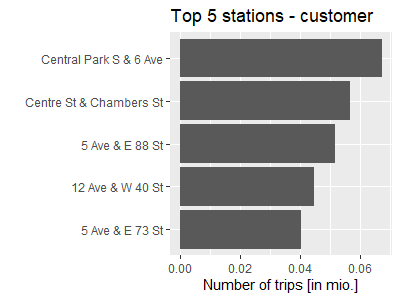 Top 5 stations - customer
Central Park S & 6 Ave
Centre St & Chambers St
5 Ave & E 88 St
12 Ave & W 40 St
5 Ave & E 73 St
0.00 0.02 0.04 0.06
Number of trips [in mio.]